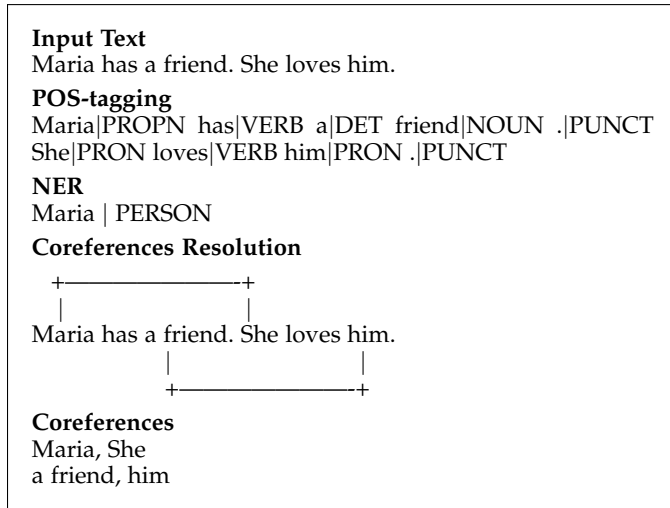 Input Text
Maria has a friend. She loves him.
POS-tagging
Maria|PROPN has|VERB a|DET friend|NOUN .|PUNCT
She|PRON loves|VERB him|PRON .|PUNCT
NER
Maria | PERSON
Coreferences Resolution
+————————-+
| |
Maria has a friend. She loves him.
| |
+————————-+
Coreferences
Maria, She
a friend, him